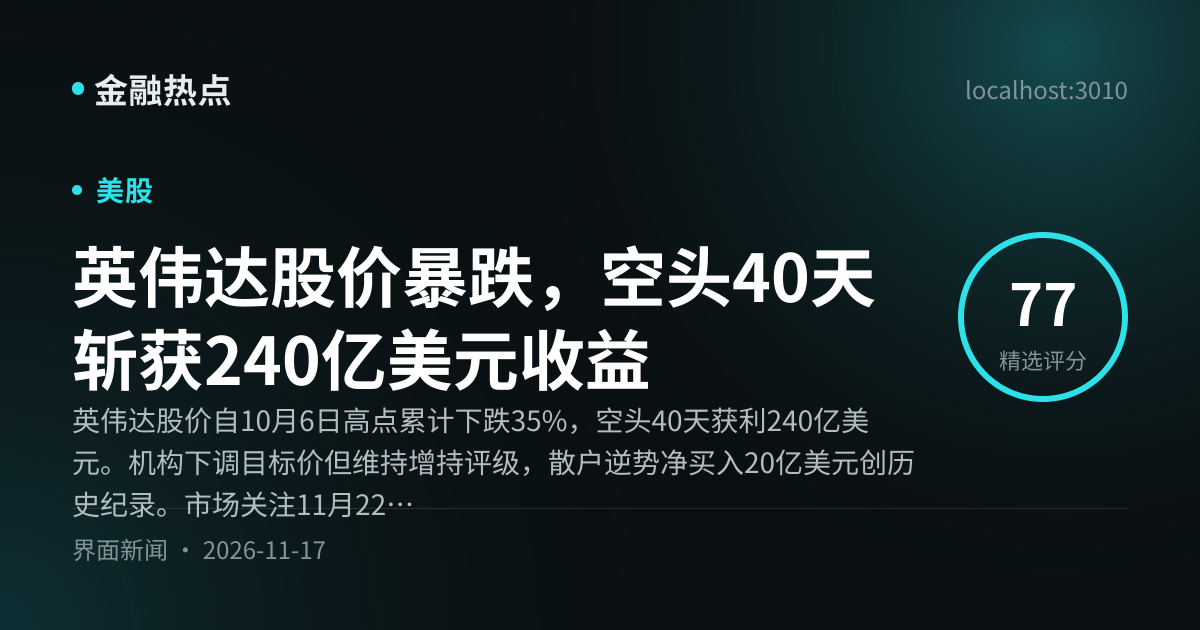 金融热点
localhost:3010
美股
英伟达股价暴跌，空头40天
斩获240亿美元收益
77
精选评分
英伟达股价自10月6日高点累计下跌35%，空头40天获利240亿美
元。机构下调目标价但维持增持评级，散户逆势净买入20亿美元创历
史纪录。市场关注11月22…
界面新闻 • 2026-11-17